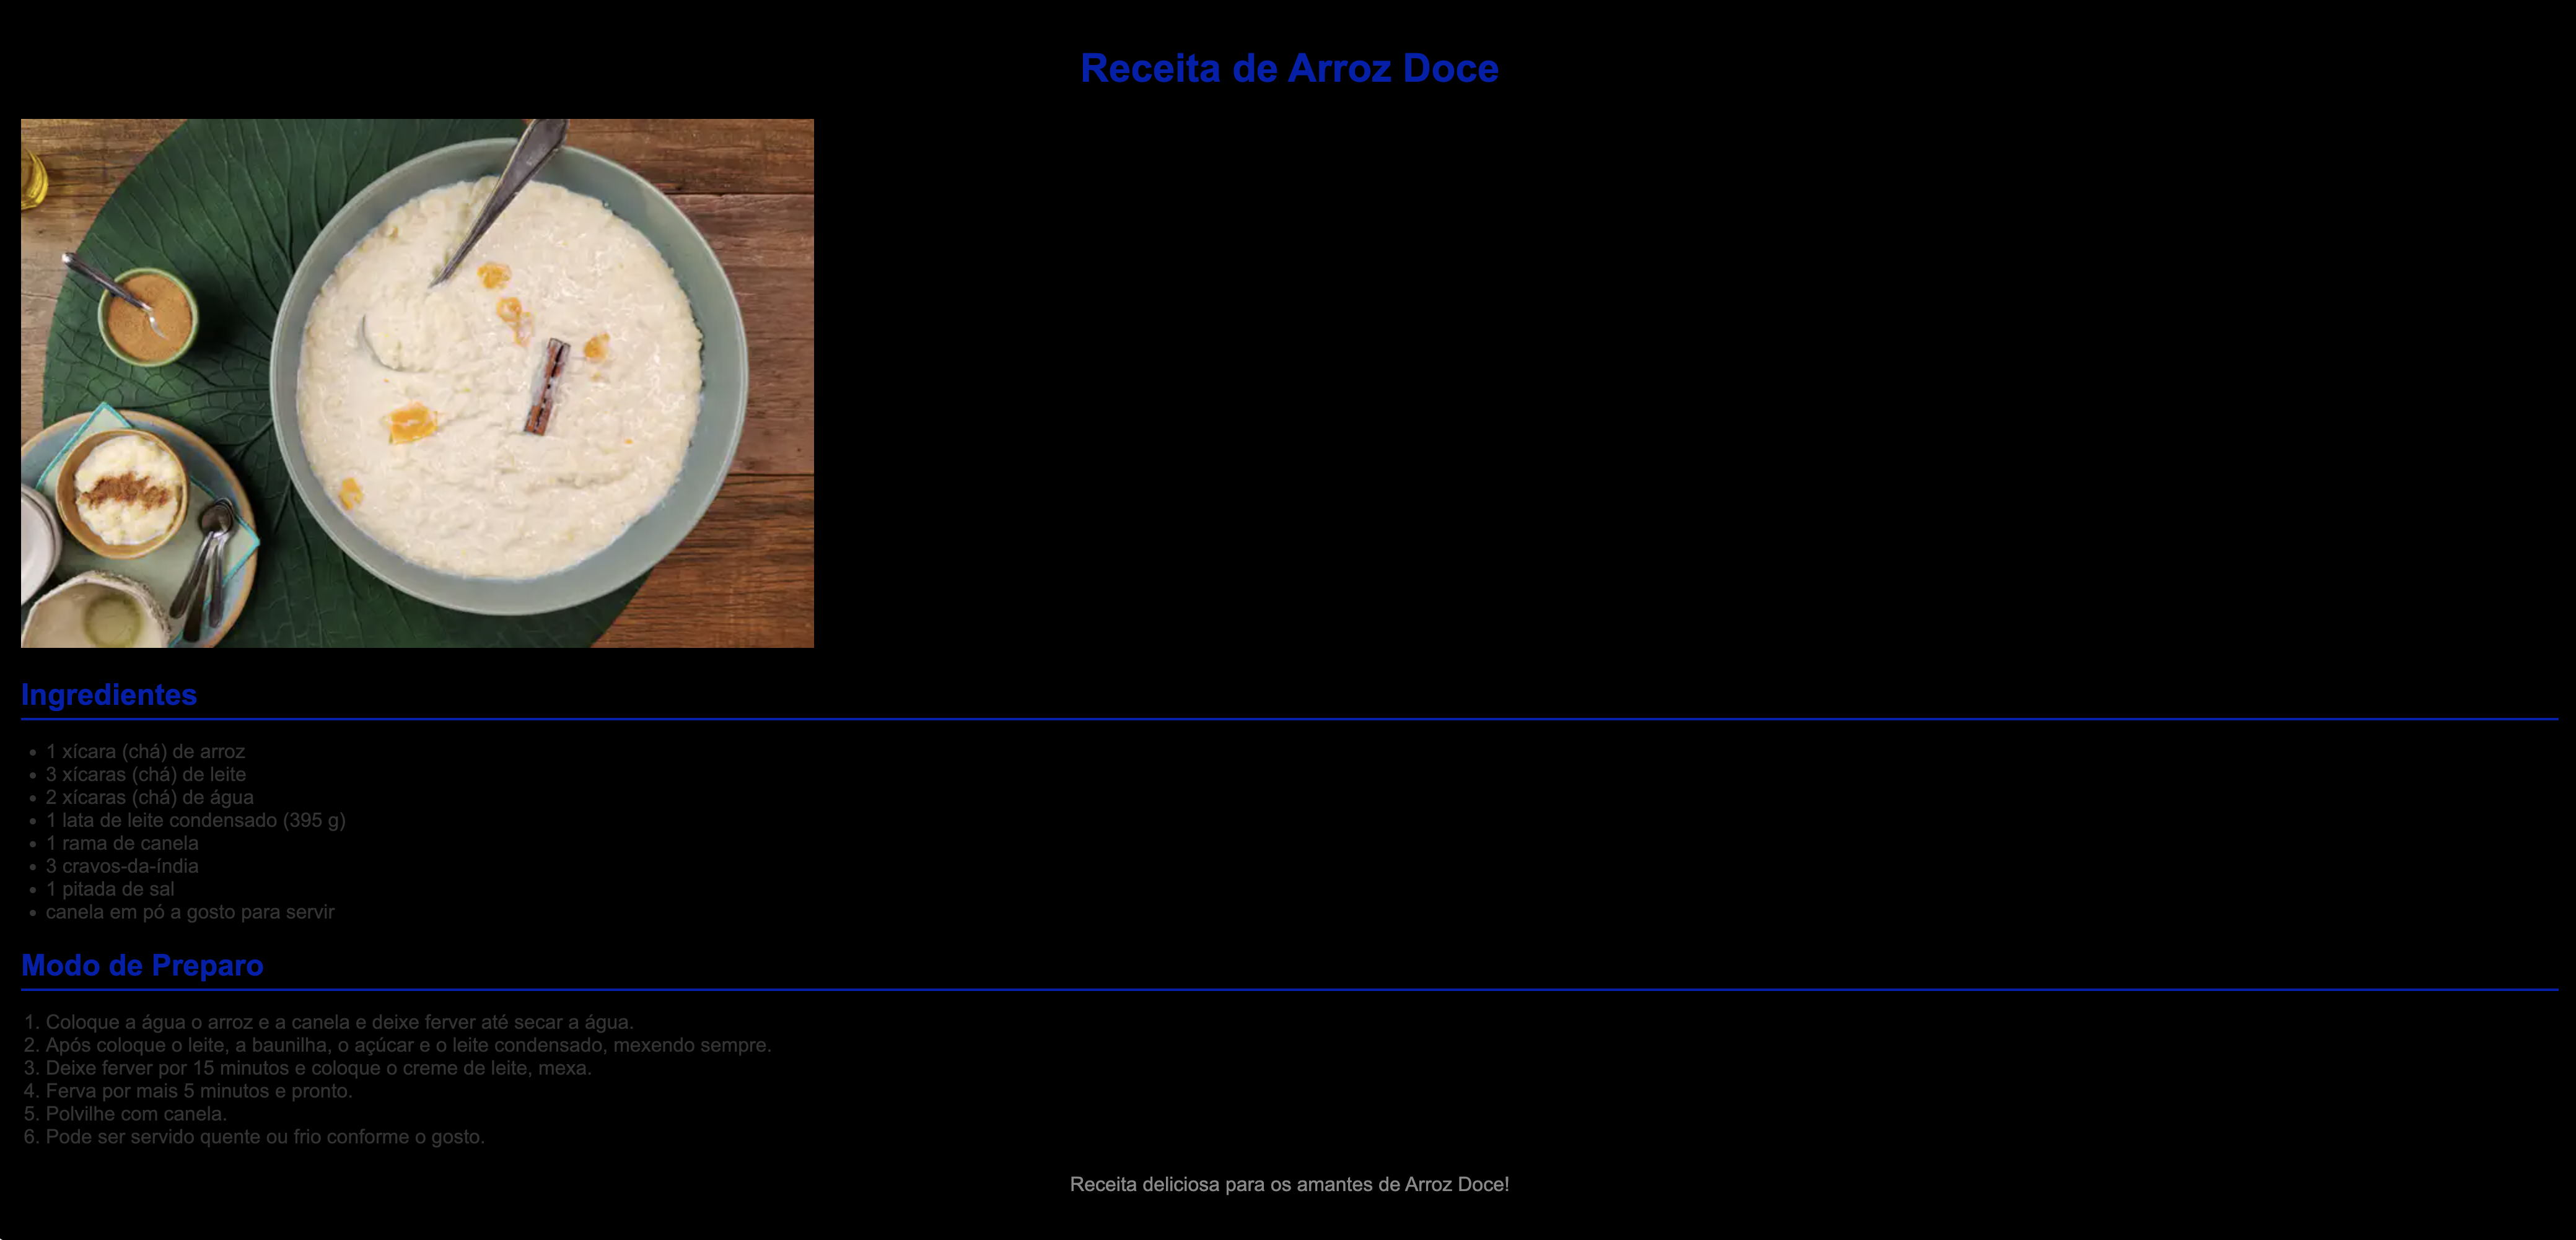 Receita de Arroz Doce
Ingredientes
• 1 xícara (chá) de arroz
• 3 xícaras (chá) de leite
• 2 xícaras (chá) de água
• 1 lata de leite condensado (395 g)
• 1 rama de canela
• 3 cravos-da-índia
• 1 pitada de sal
• canela em pó a gosto para servir
Modo de Preparo
1. Coloque a água o arroz e a canela e deixe ferver até secar a água.
2. Após coloque o leite, a baunilha, o açúcar e o leite condensado, mexendo sempre.
3. Deixe ferver por 15 minutos e coloque o creme de leite, mexa.
4. Ferva por mais 5 minutos e pronto.
5. Polvilhe com canela.
6. Pode ser servido quente ou frio conforme o gosto.
Receita deliciosa para os amantes de Arroz Doce!